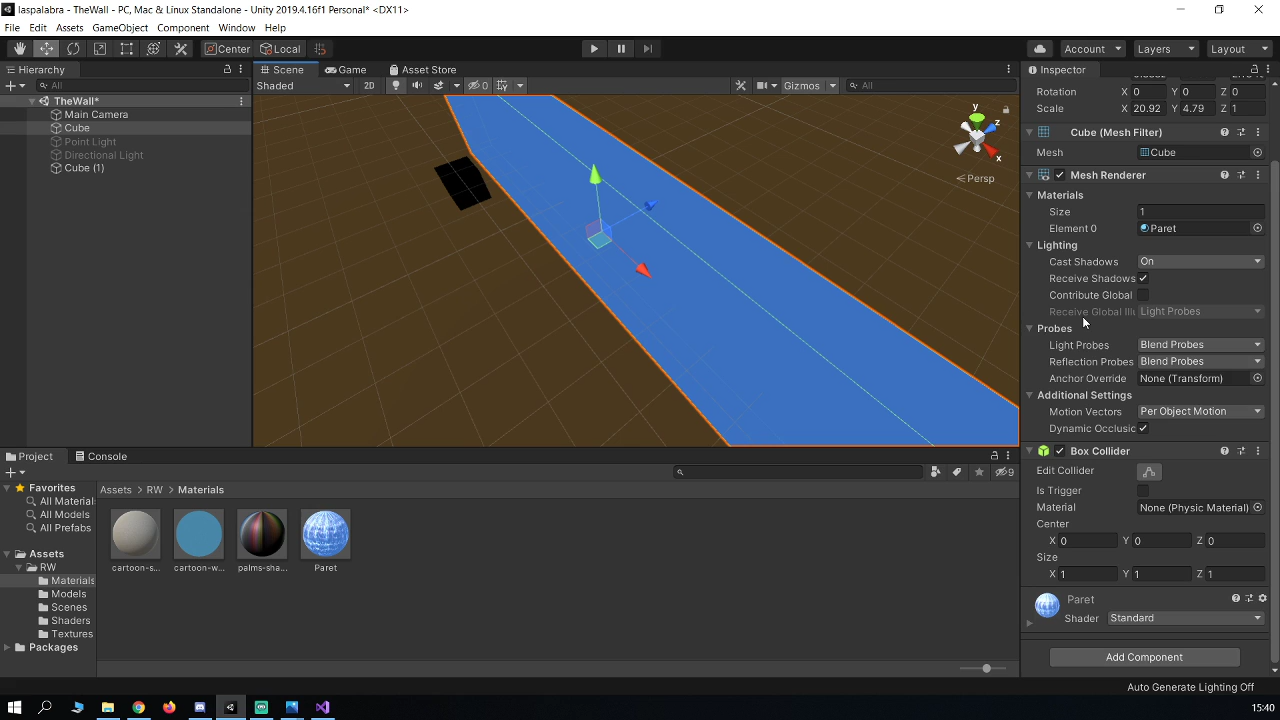 laspalabra - TheWall - PC, Mac & Linux Standalone - Unity 2019.4.16f1 Personal* <DX11>
File Edit Assets GameObject Component Window Help
Center Local Account Layers Layout
Hierarchy
All
TheWall*
Main Camera
Cube
Point Light
Directional Light
Cube (1)
Scene Game Asset Store
Shaded 2D 0 Gizmos All
y
z
x
Persp
Inspector
Rotation X 0 Y 0 Z 0
Scale X 20.92 Y 4.79 Z 1
Cube (Mesh Filter)
Mesh Cube
Mesh Renderer
Materials
Size 1
Element 0 Paret
Lighting
Cast Shadows On
Receive Shadows
Contribute Global
Receive Global Illu Light Probes
Probes
Light Probes Blend Probes
Reflection Probes Blend Probes
Anchor Override None (Transform)
Additional Settings
Motion Vectors Per Object Motion
Dynamic Occlusic
Box Collider
Edit Collider
Is Trigger
Material None (Physic Material)
Center
X 0 Y 0 Z 0
Size
X 1 Y 1 Z 1
Paret
Shader Standard
Add Component
Project Console
9
Favorites
All Material
All Models
All Prefabs
Assets
RW
Materials
Models
Scenes
Shaders
Textures
Packages
Assets > RW > Materials
cartoon-s... cartoon-w... palms-sha... Paret
Auto Generate Lighting Off
15:40